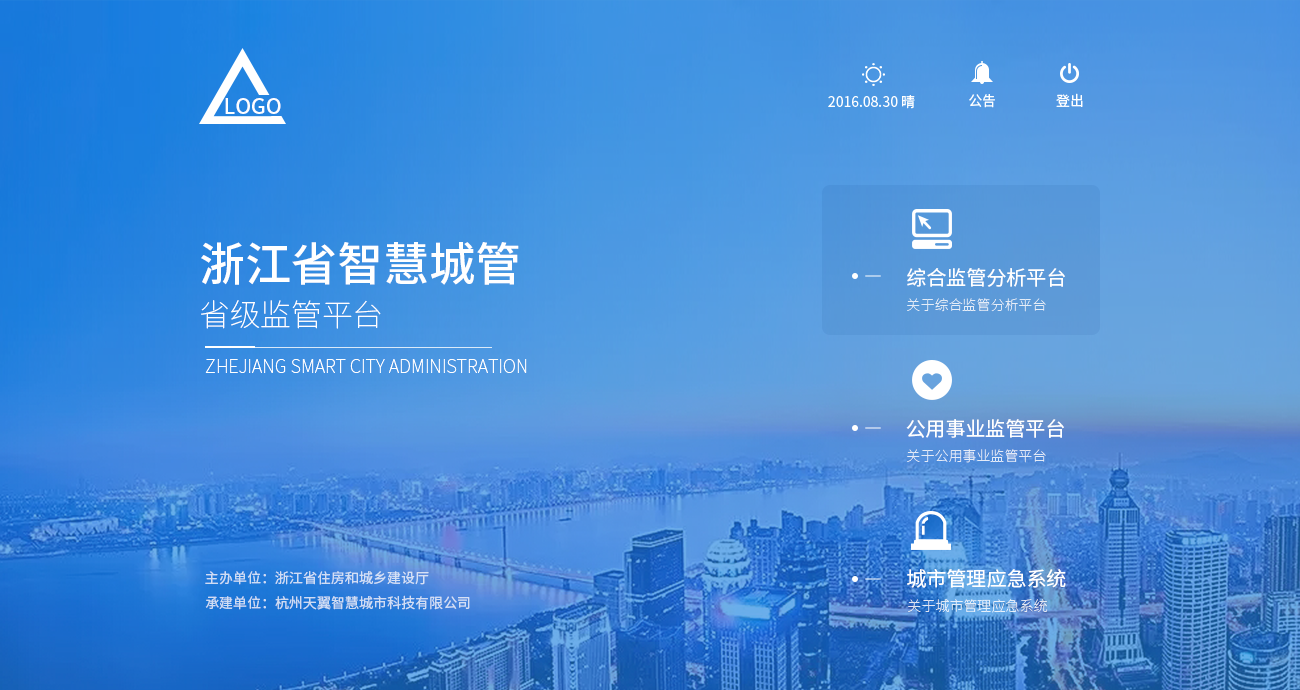 LOGO
2016.08.30 晴
公告
登出
浙江省智慧城管
省级监管平台
ZHEJIANG SMART CITY ADMINISTRATION
综合监管分析平台
关于综合监管分析平台
公用事业监管平台
关于公用事业监管平台
城市管理应急系统
关于城市管理应急系统
主办单位：浙江省住房和城乡建设厅
承建单位：杭州天翼智慧城市科技有限公司